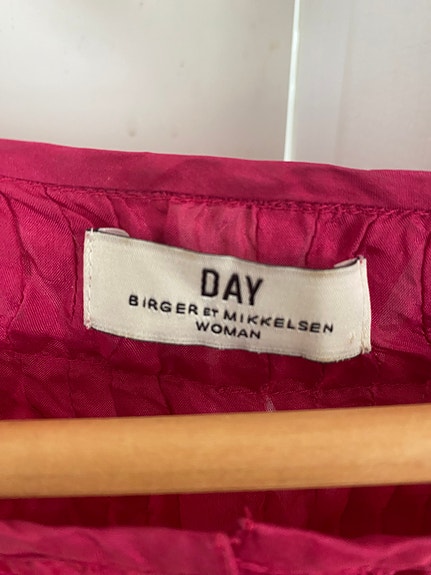 DAY
BIRGER ET MIKKELSEN
WOMAN